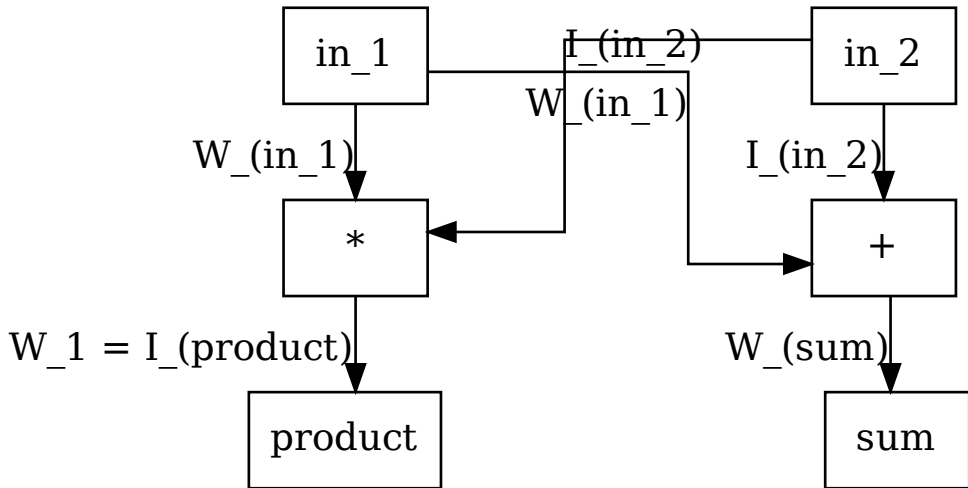 in_1
in_2
I_(in_2)
W_(in_1)
W_(in_1)
I_(in_2)
*
+
W_1 = I_(product)
W_(sum)
product
sum